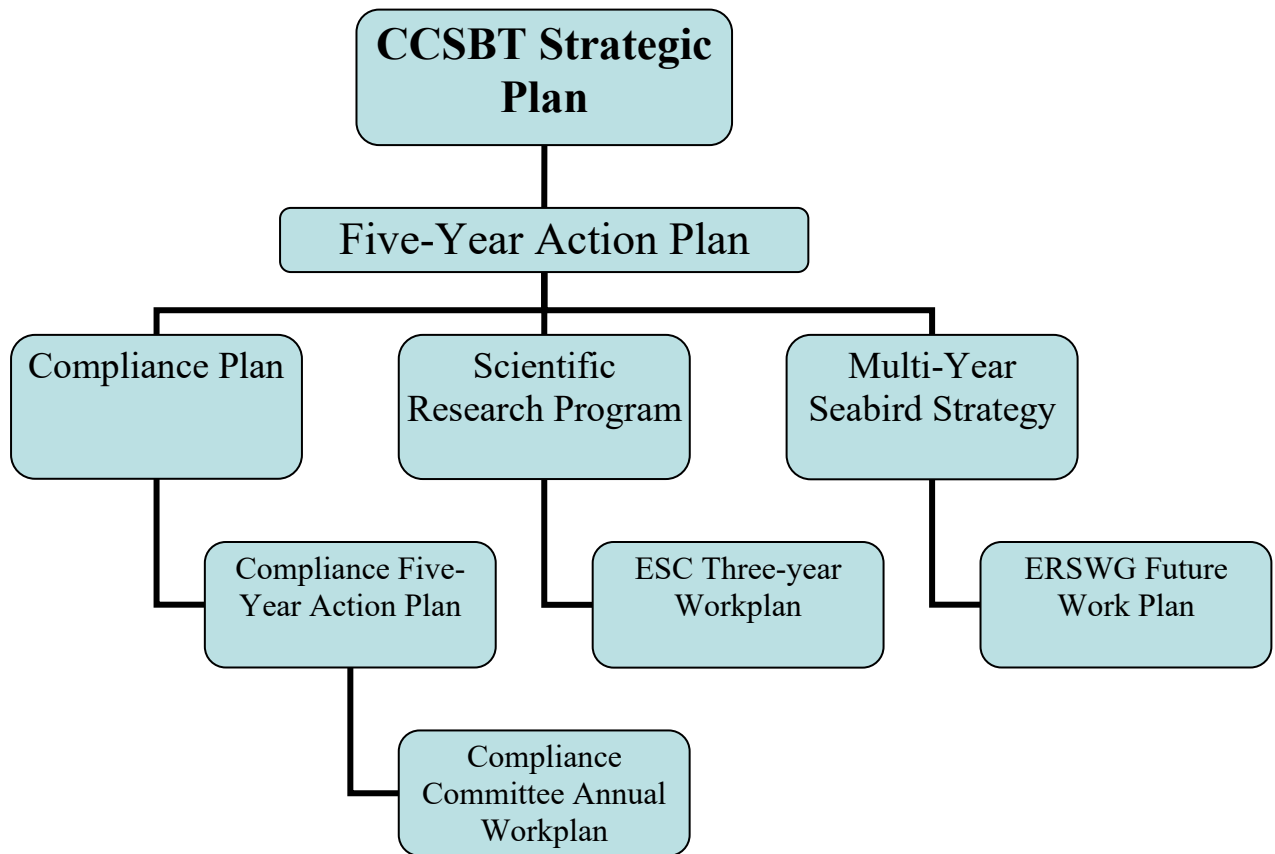 CCSBT Strategic
Plan
Five-Year Action Plan
Compliance Plan
Scientific
Research Program
Multi-Year
Seabird Strategy
Compliance Five-
Year Action Plan
ESC Three-year
Workplan
ERSWG Future
Work Plan
Compliance
Committee Annual
Workplan